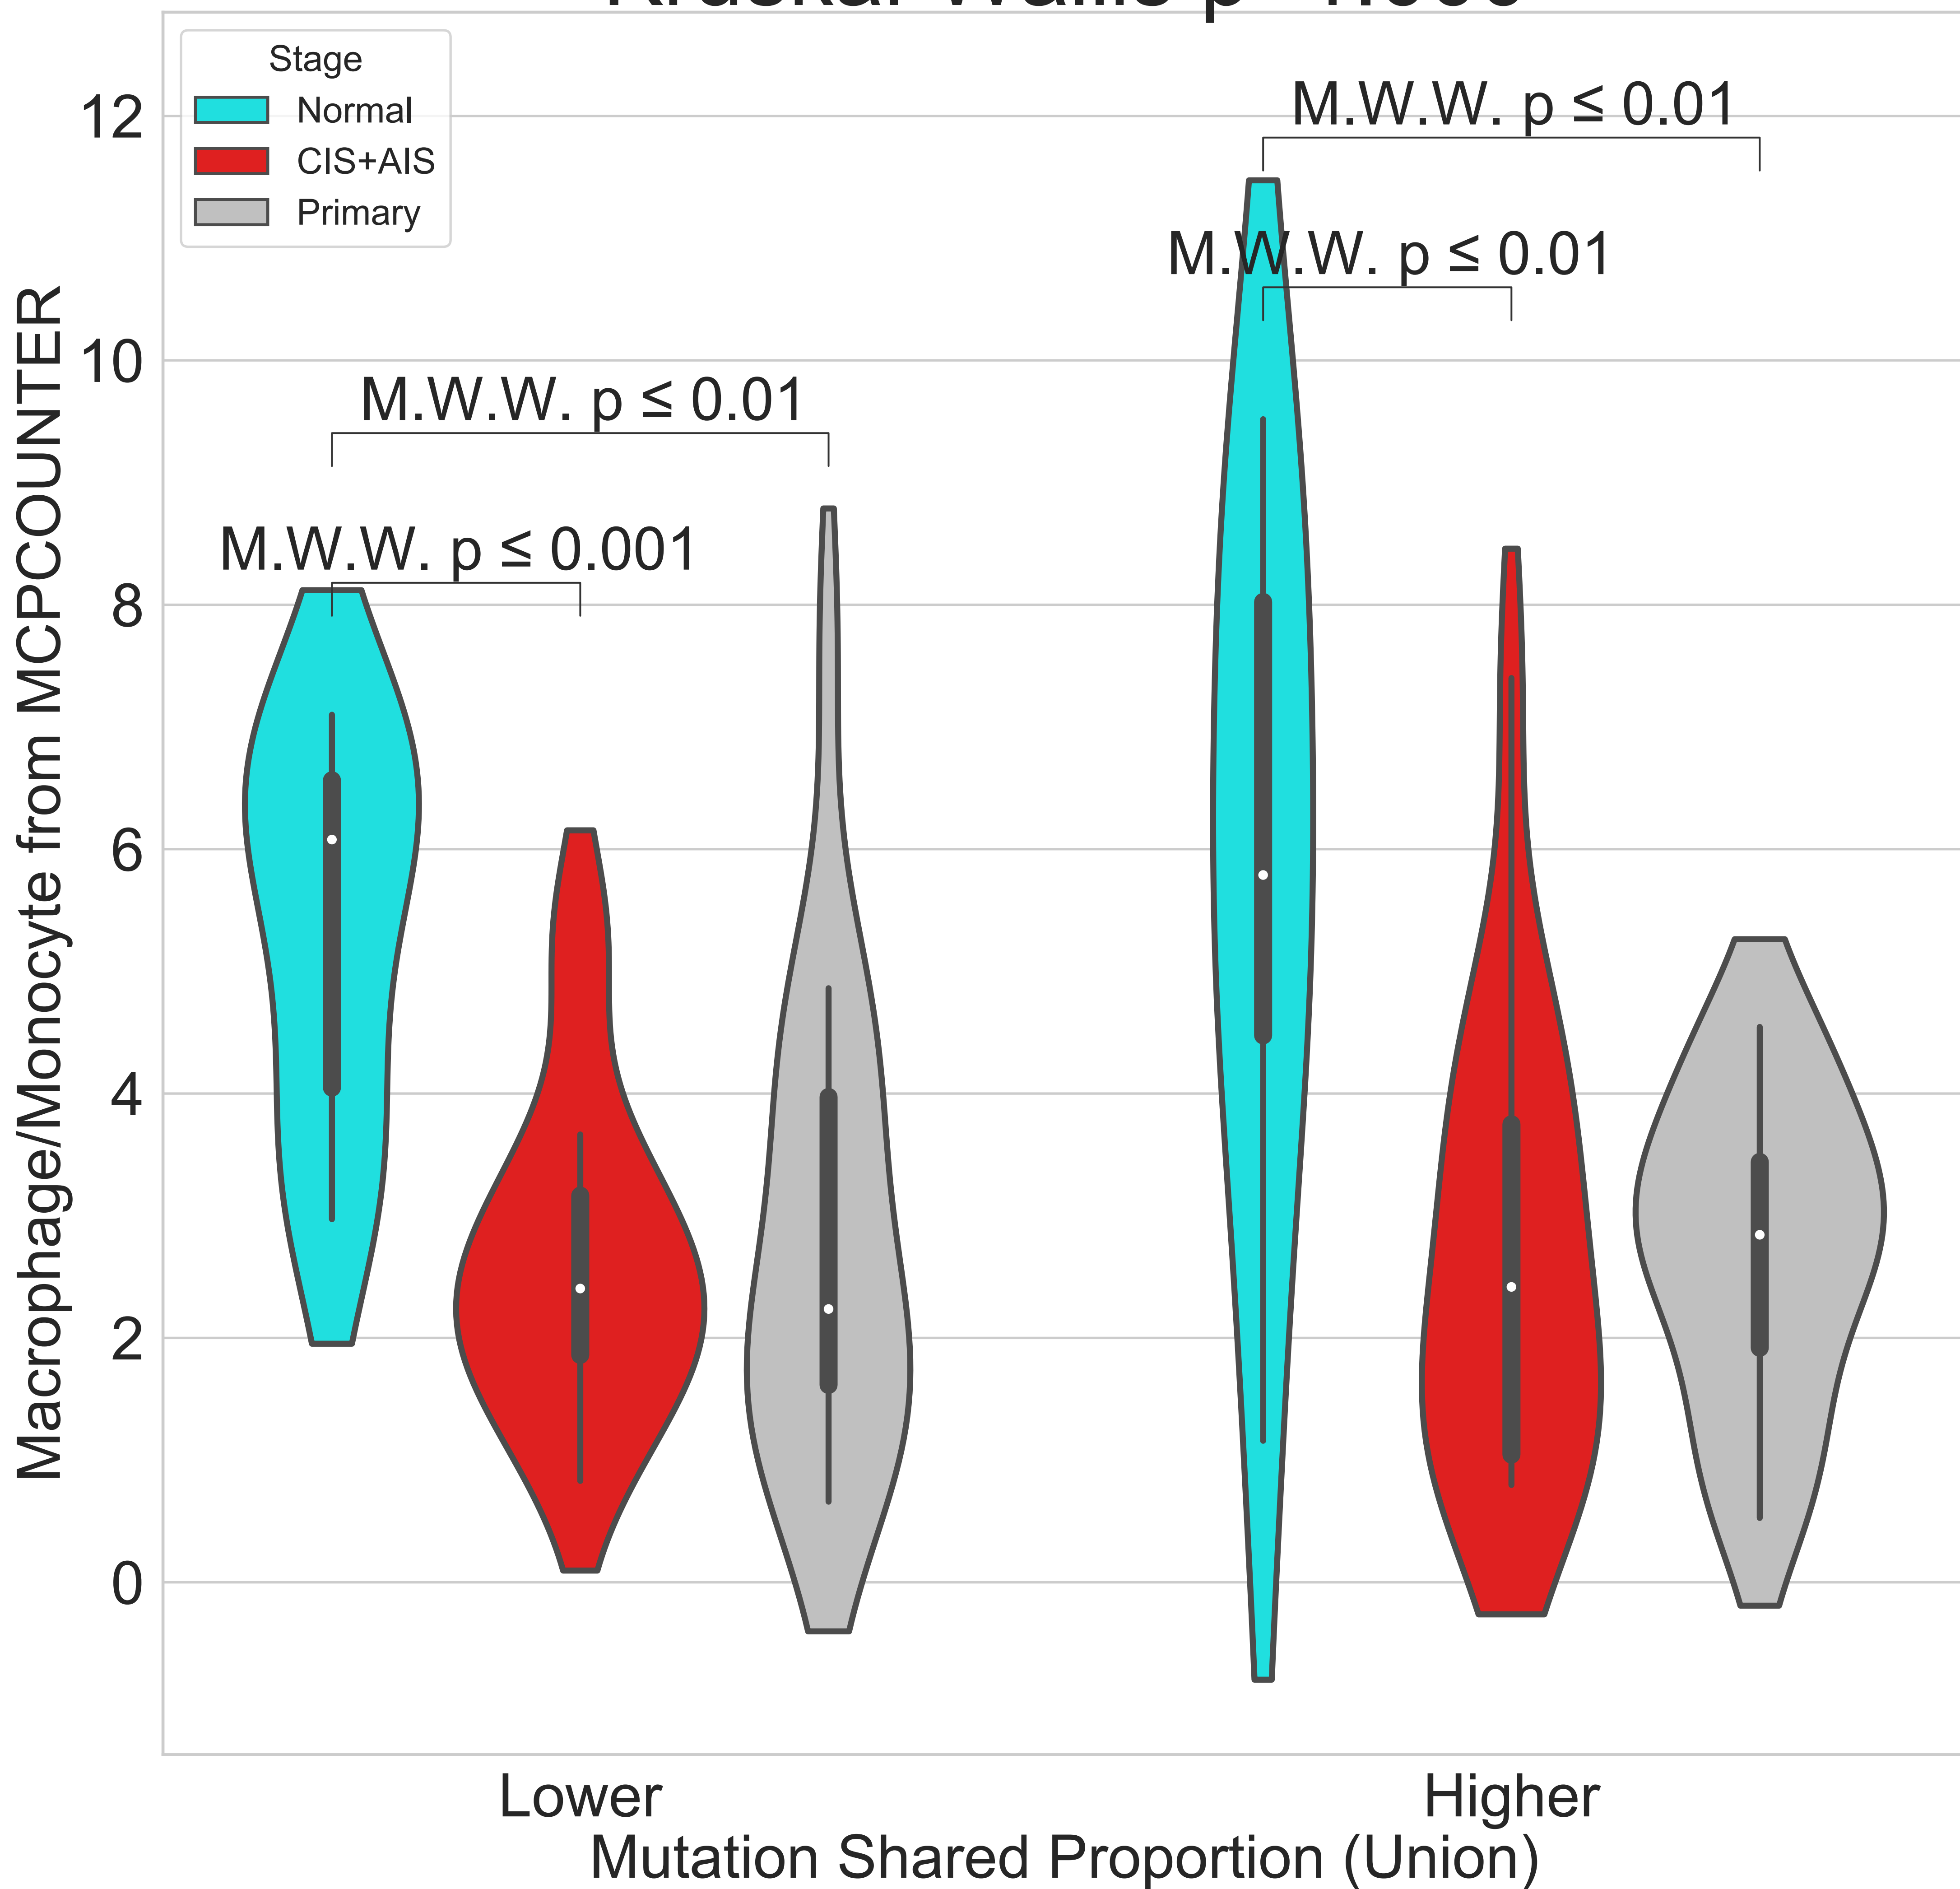 Stage
Normal
CIS+AIS
Primary
M.W.W. p ≤ 0.01
M.W.W. p ≤ 0.01
M.W.W. p ≤ 0.01
M.W.W. p ≤ 0.001
12
10
8
6
4
2
0
Macrophage/Monocyte from MCPCOUNTER
Lower
Higher
Mutation Shared Proportion (Union)